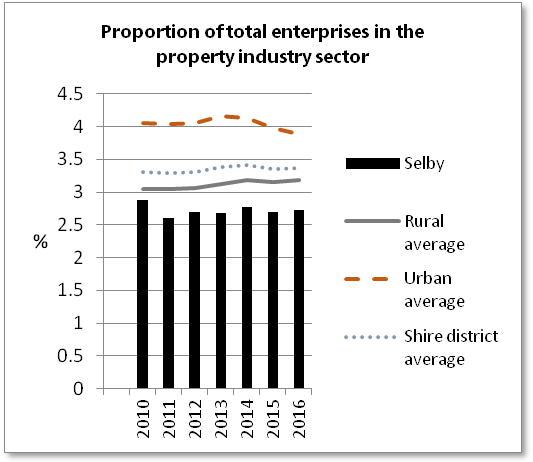 Proportion of total enterprises in the
property industry sector
4.5
4
3.5
3
2.5
2
1.5
1
0.5
0
%
2010
2011
2012
2013
2014
2015
2016
Selby
Rural
average
Urban
average
Shire district
average